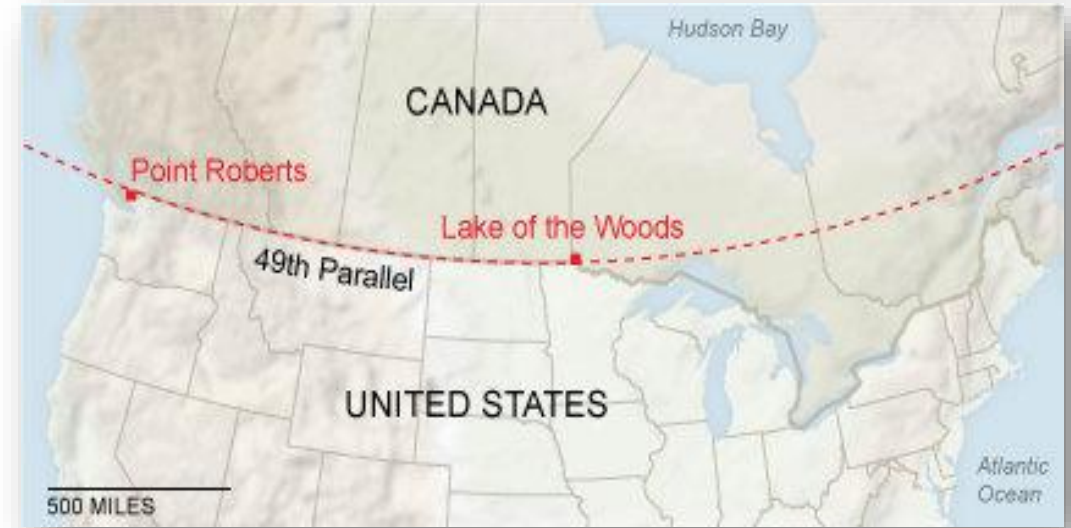 Hudson Bay
CANADA
Point Roberts
Lake of the Woods
49th Parallel
UNITED STATES
Atlantic
Ocean
500 MILES